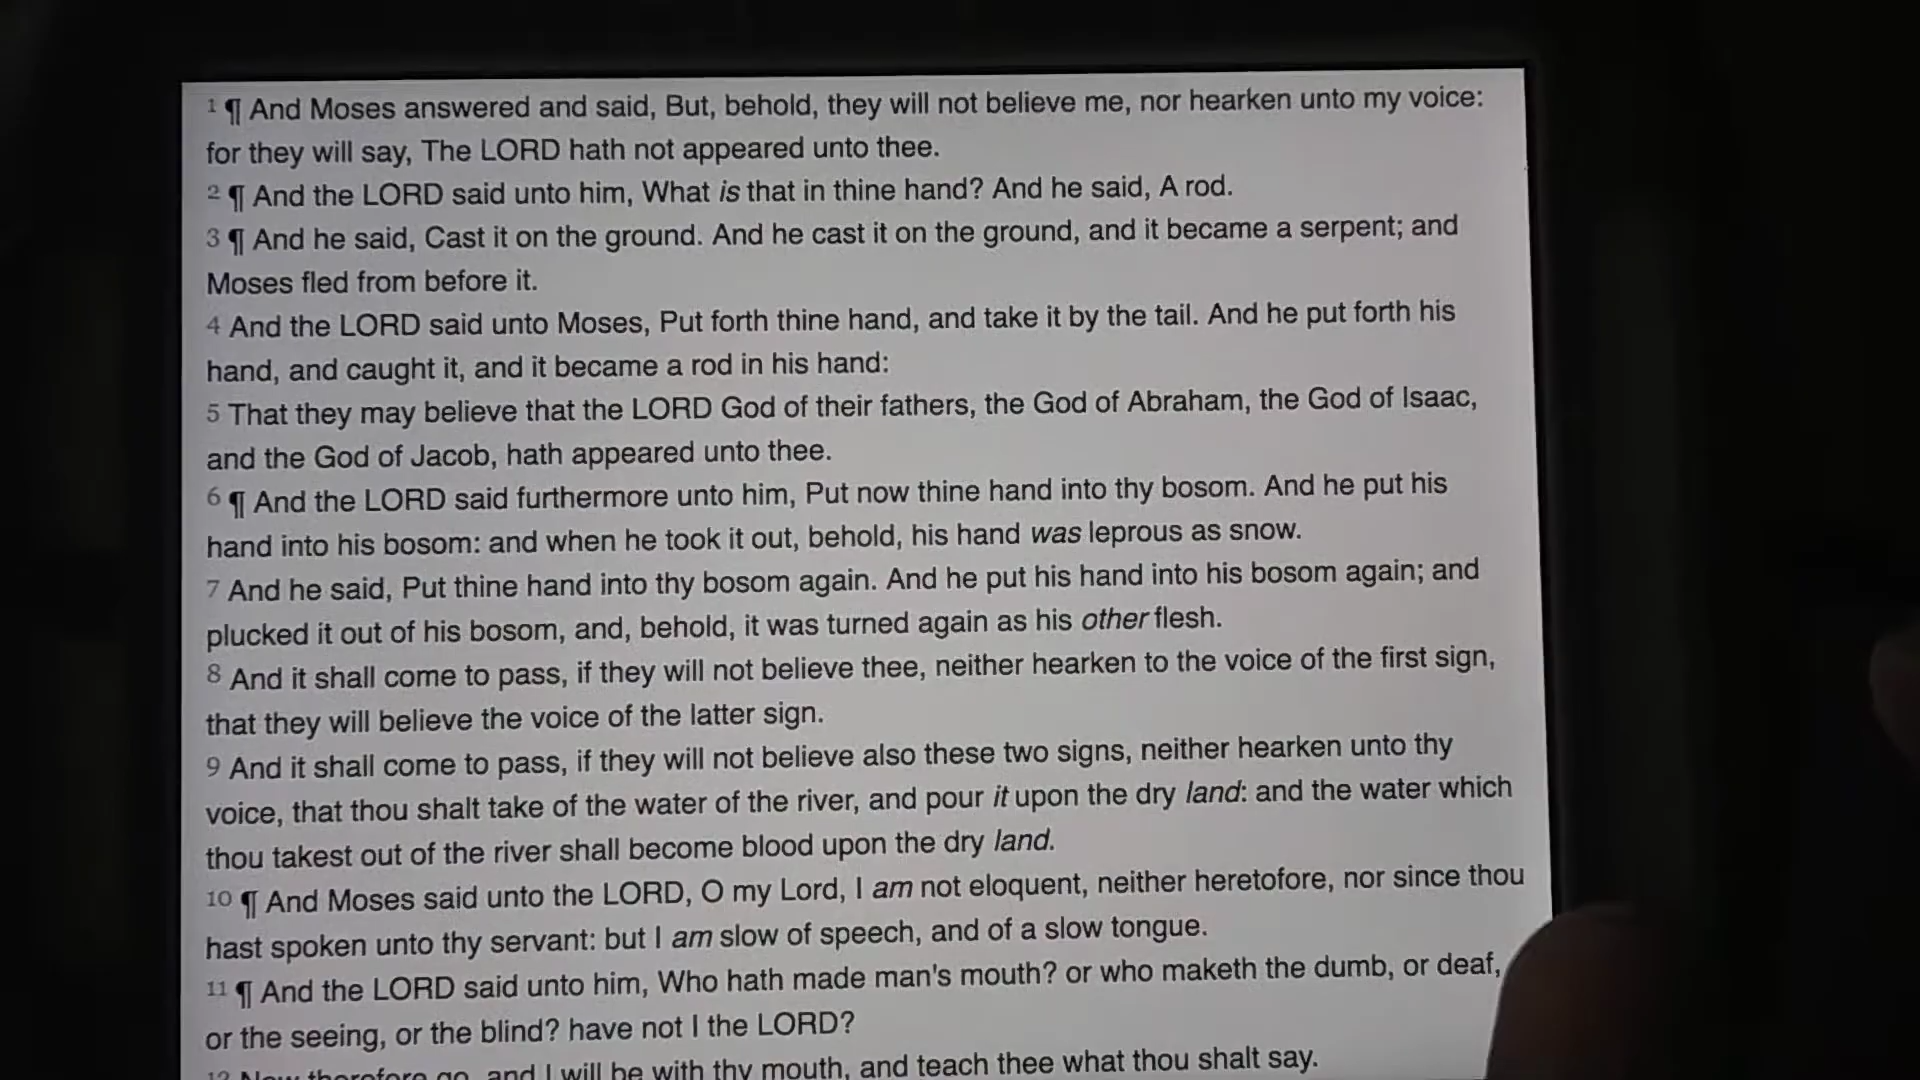 1 ¶ And Moses answered and said, But, behold, they will not believe me, nor hearken unto my voice:
for they will say, The LORD hath not appeared unto thee.
2 ¶ And the LORD said unto him, What is that in thine hand? And he said, A rod.
3 ¶ And he said, Cast it on the ground. And he cast it on the ground, and it became a serpent; and
Moses fled from before it.
4 And the LORD said unto Moses, Put forth thine hand, and take it by the tail. And he put forth his
hand, and caught it, and it became a rod in his hand:
5 That they may believe that the LORD God of their fathers, the God of Abraham, the God of Isaac,
and the God of Jacob, hath appeared unto thee.
6 ¶ And the LORD said furthermore unto him, Put now thine hand into thy bosom. And he put his
hand into his bosom: and when he took it out, behold, his hand was leprous as snow.
7 And he said, Put thine hand into thy bosom again. And he put his hand into his bosom again; and
plucked it out of his bosom, and, behold, it was turned again as his other flesh.
8 And it shall come to pass, if they will not believe thee, neither hearken to the voice of the first sign,
that they will believe the voice of the latter sign.
9 And it shall come to pass, if they will not believe also these two signs, neither hearken unto thy
voice, that thou shalt take of the water of the river, and pour it upon the dry land: and the water which
thou takest out of the river shall become blood upon the dry land.
10 ¶ And Moses said unto the LORD, O my Lord, I am not eloquent, neither heretofore, nor since thou
hast spoken unto thy servant: but I am slow of speech, and of a slow tongue.
11 ¶ And the LORD said unto him, Who hath made man's mouth? or who maketh the dumb, or deaf,
or the seeing, or the blind? have not I the LORD?
12 Now therefore go, and I will be with thy mouth, and teach thee what thou shalt say.